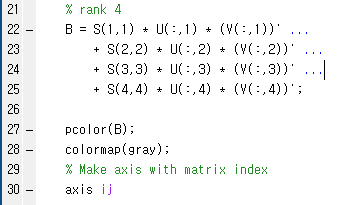 21 % rank 4
22 – B = S(1,1) * U(:,1) * (V(:,1))' ...
23 + S(2,2) * U(:,2) * (V(:,2))' ...
24 + S(3,3) * U(:,3) * (V(:,3))' ...
25 + S(4,4) * U(:,4) * (V(:,4))';
26
27 – pcolor(B);
28 – colormap(gray);
29 % Make axis with matrix index
30 – axis ij